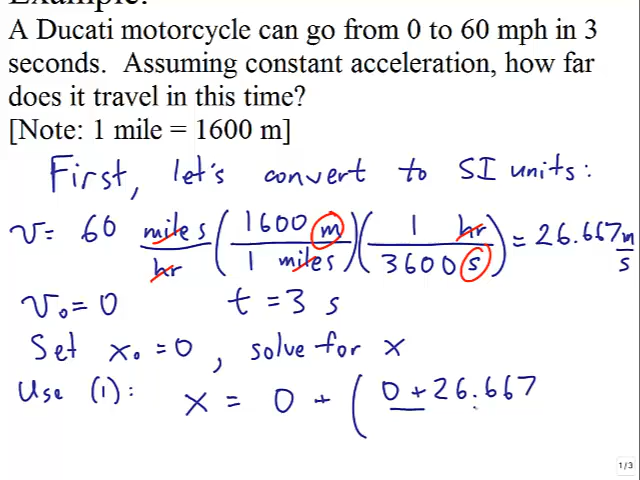 Example:
A Ducati motorcycle can go from 0 to 60 mph in 3
seconds. Assuming constant acceleration, how far
does it travel in this time?
[Note: 1 mile = 1600 m]
First, let's convert to SI units:
v = 60 miles/hr (1600 m / 1 miles)(1 hr / 3600 s) = 26.667 m/s
v₀ = 0 t = 3 s
Set x₀ = 0, solve for x
Use (1): x = 0 + ( 0 + 26.667
1/3